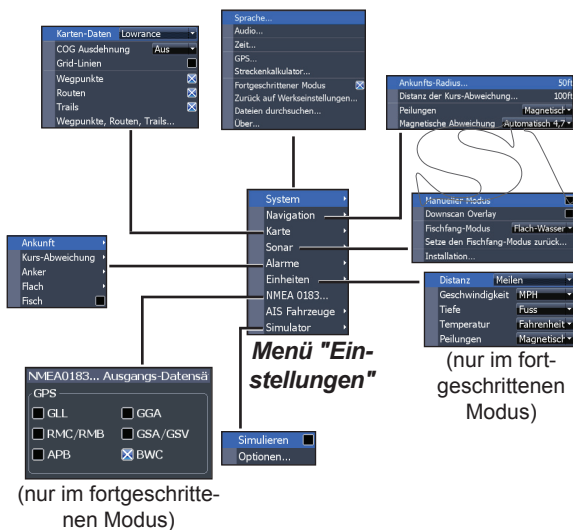 Karten-Daten Lowrance
COG Ausdehnung Aus
Grid-Linien
Wegpunkte
Routen
Trails
Wegpunkte, Routen, Trails...
Sprache...
Audio...
Zeit...
GPS...
Streckenkalkulator...
Fortgeschrittener Modus
Zurück auf Werkseinstellungen...
Dateien durchsuchen...
Über...
Ankunfts-Radius... 50ft
Distanz der Kurs-Abweichung... 100ft
Peilungen Magnetisch
Magnetische Abweichung Automatisch 4,7°
Manueller Modus
Downscan Overlay
Fischfang-Modus Flach-Wasser
Setze den Fischfang-Modus zurück...
Installation...
System
Navigation
Karte
Sonar
Alarme
Einheiten
NMEA 0183...
AIS Fahrzeuge
Simulator
Menü "Ein-
stellungen"
Ankunft
Kurs-Abweichung
Anker
Flach
Fisch
Distanz Meilen
Geschwindigkeit MPH
Tiefe Fuss
Temperatur Fahrenheit
Peilungen Magnetisch
(nur im fort-
geschrittenen
Modus)
NMEA0183... Ausgangs-Datensä
GPS
GLL GGA
RMC/RMB GSA/GSV
APB BWC
(nur im fortgeschritte-
nen Modus)
Simulieren
Optionen...